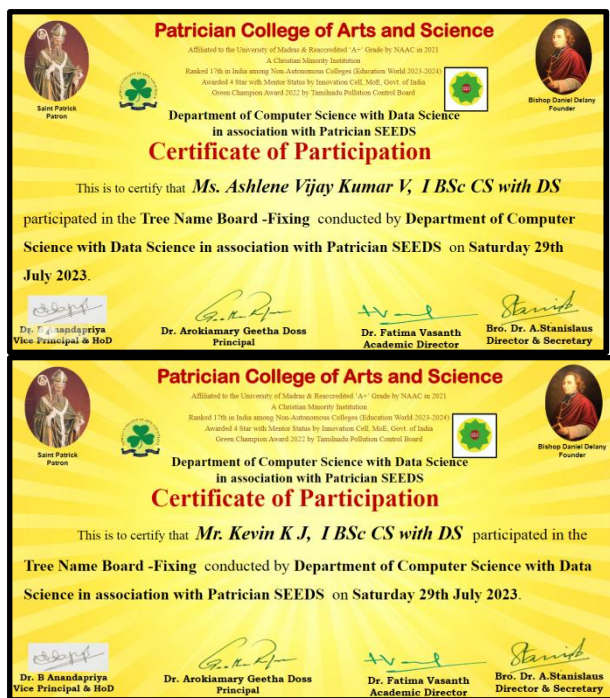 Patrician College of Arts and Science
Affiliated to the University of Madras & Reaccredited 'A+' Grade by NAAC in 2021
A Christian Minority Institution
Ranked 17th in India among Non-Autonomous Colleges (Education World 2023-2024)
Awarded 4 Star with Mentor Status by Innovation Cell, MoE, Govt. of India
Green Champion Award 2022 by Tamilnadu Pollution Control Board
Saint Patrick
Patron
Bishop Daniel Delany
Founder
Department of Computer Science with Data Science
in association with Patrician SEEDS
Certificate of Participation
This is to certify that Ms. Ashlene Vijay Kumar V, I BSc CS with DS
participated in the Tree Name Board -Fixing conducted by Department of Computer
Science with Data Science in association with Patrician SEEDS on Saturday 29th
July 2023.
Dr. B Anandapriya
Vice Principal & HoD
Dr. Arokiamary Geetha Doss
Principal
Dr. Fatima Vasanth
Academic Director
Bro. Dr. A.Stanislaus
Director & Secretary
Patrician College of Arts and Science
Affiliated to the University of Madras & Reaccredited 'A+' Grade by NAAC in 2021
A Christian Minority Institution
Ranked 17th in India among Non-Autonomous Colleges (Education World 2023-2024)
Awarded 4 Star with Mentor Status by Innovation Cell, MoE, Govt. of India
Green Champion Award 2022 by Tamilnadu Pollution Control Board
Saint Patrick
Patron
Bishop Daniel Delany
Founder
Department of Computer Science with Data Science
in association with Patrician SEEDS
Certificate of Participation
This is to certify that Mr. Kevin K J, I BSc CS with DS participated in the
Tree Name Board -Fixing conducted by Department of Computer Science with Data
Science in association with Patrician SEEDS on Saturday 29th July 2023.
Dr. B Anandapriya
Vice Principal & HoD
Dr. Arokiamary Geetha Doss
Principal
Dr. Fatima Vasanth
Academic Director
Bro. Dr. A.Stanislaus
Director & Secretary